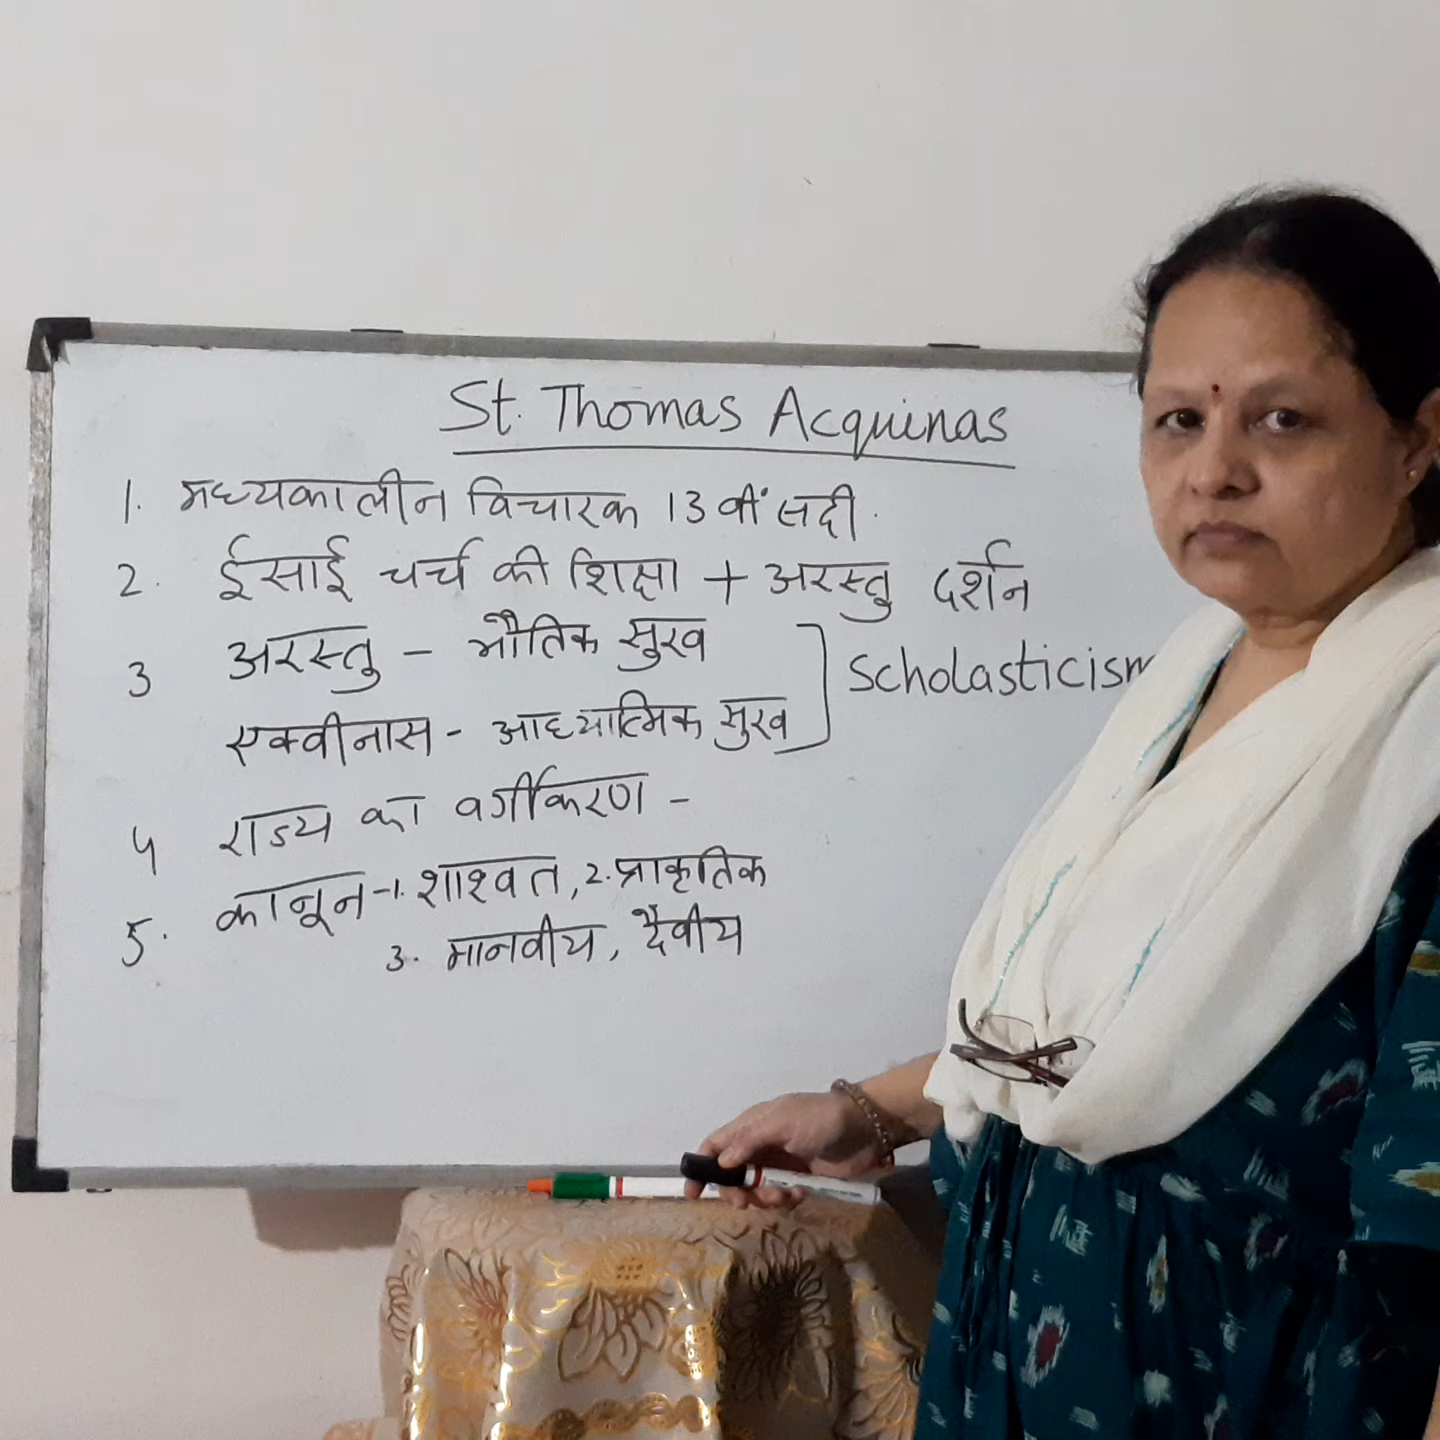 St. Thomas Acquinas
1. मध्यकालीन विचारक 13 वीं सदी.
2. ईसाई चर्च की शिक्षा + अरस्तु दर्शन
3 अरस्तु - भौतिक सुख
एक्वीनास - आध्यात्मिक सुख
Scholasticism
4 राज्य का वर्गीकरण -
5. कानून -1. शाश्वत, 2. प्राकृतिक
3. मानवीय, दैवीय